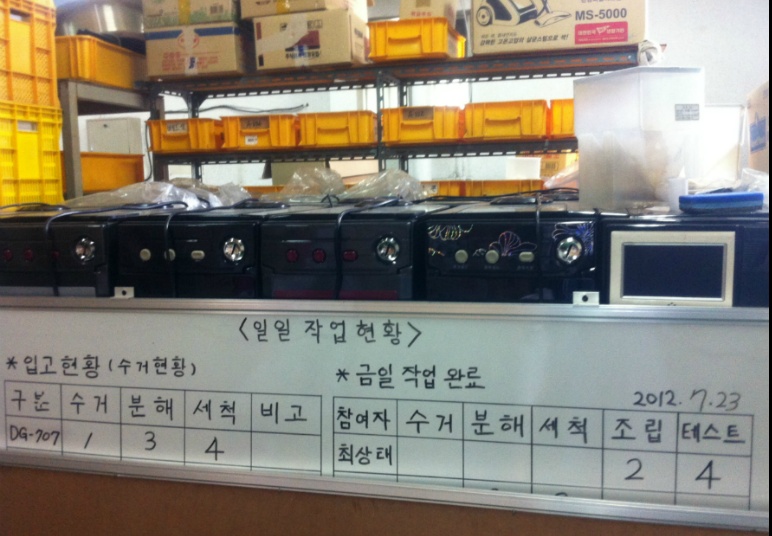 MS-5000
<일일 작업현황>
*입고현황 (수거현황)
구분 수거 분해 세척 비고
DG-707 1 3 4
*금일 작업 완료
2012. 7. 23
참여자 수거 분해 세척 조립 테스트
최상태 2 4